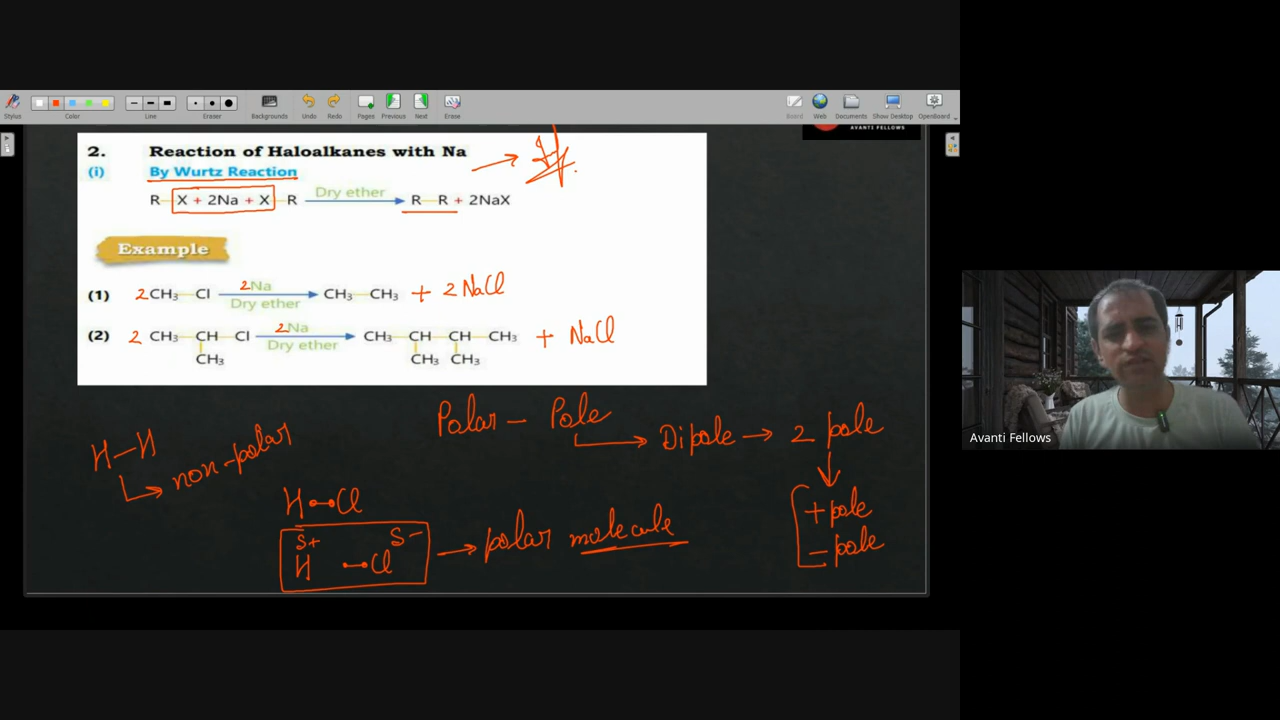 Stylus
Color
Line
Eraser
Backgrounds
Undo
Redo
Pages
Previous
Next
Erase
Board
Web
Documents
Show Desktop
OpenBoard
AVANTI FELLOWS
2. Reaction of Haloalkanes with Na
(i) By Wurtz Reaction
R X + 2Na + X R Dry ether R R + 2NaX
Example
(1) 2CH₃ Cl 2Na Dry ether CH₃ CH₃ + 2NaCl
(2) 2 CH₃ CH Cl 2Na Dry ether CH₃ CH CH CH₃ + NaCl
CH₃ CH₃ CH₃
Polar – Pole
Dipole → 2 pole
+ pole
– pole
H–H
non-polar
H Cl
δ+ δ–
H Cl → polar molecule
Avanti Fellows